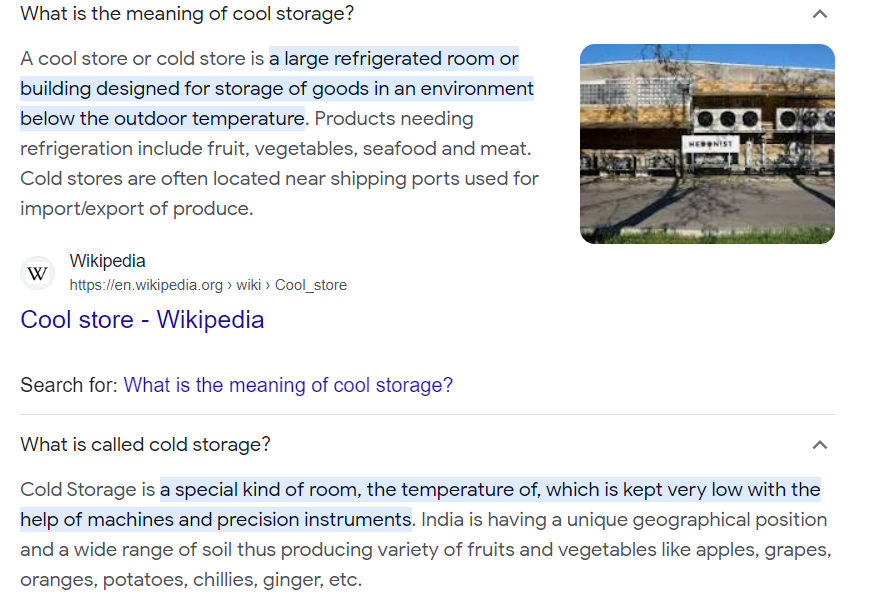 What is the meaning of cool storage?
A cool store or cold store is a large refrigerated room or
building designed for storage of goods in an environment
below the outdoor temperature. Products needing
refrigeration include fruit, vegetables, seafood and meat.
Cold stores are often located near shipping ports used for
import/export of produce.
HEDONIST
W
Wikipedia
https://en.wikipedia.org › wiki › Cool_store
Cool store - Wikipedia
Search for: What is the meaning of cool storage?
What is called cold storage?
Cold Storage is a special kind of room, the temperature of, which is kept very low with the
help of machines and precision instruments. India is having a unique geographical position
and a wide range of soil thus producing variety of fruits and vegetables like apples, grapes,
oranges, potatoes, chillies, ginger, etc.